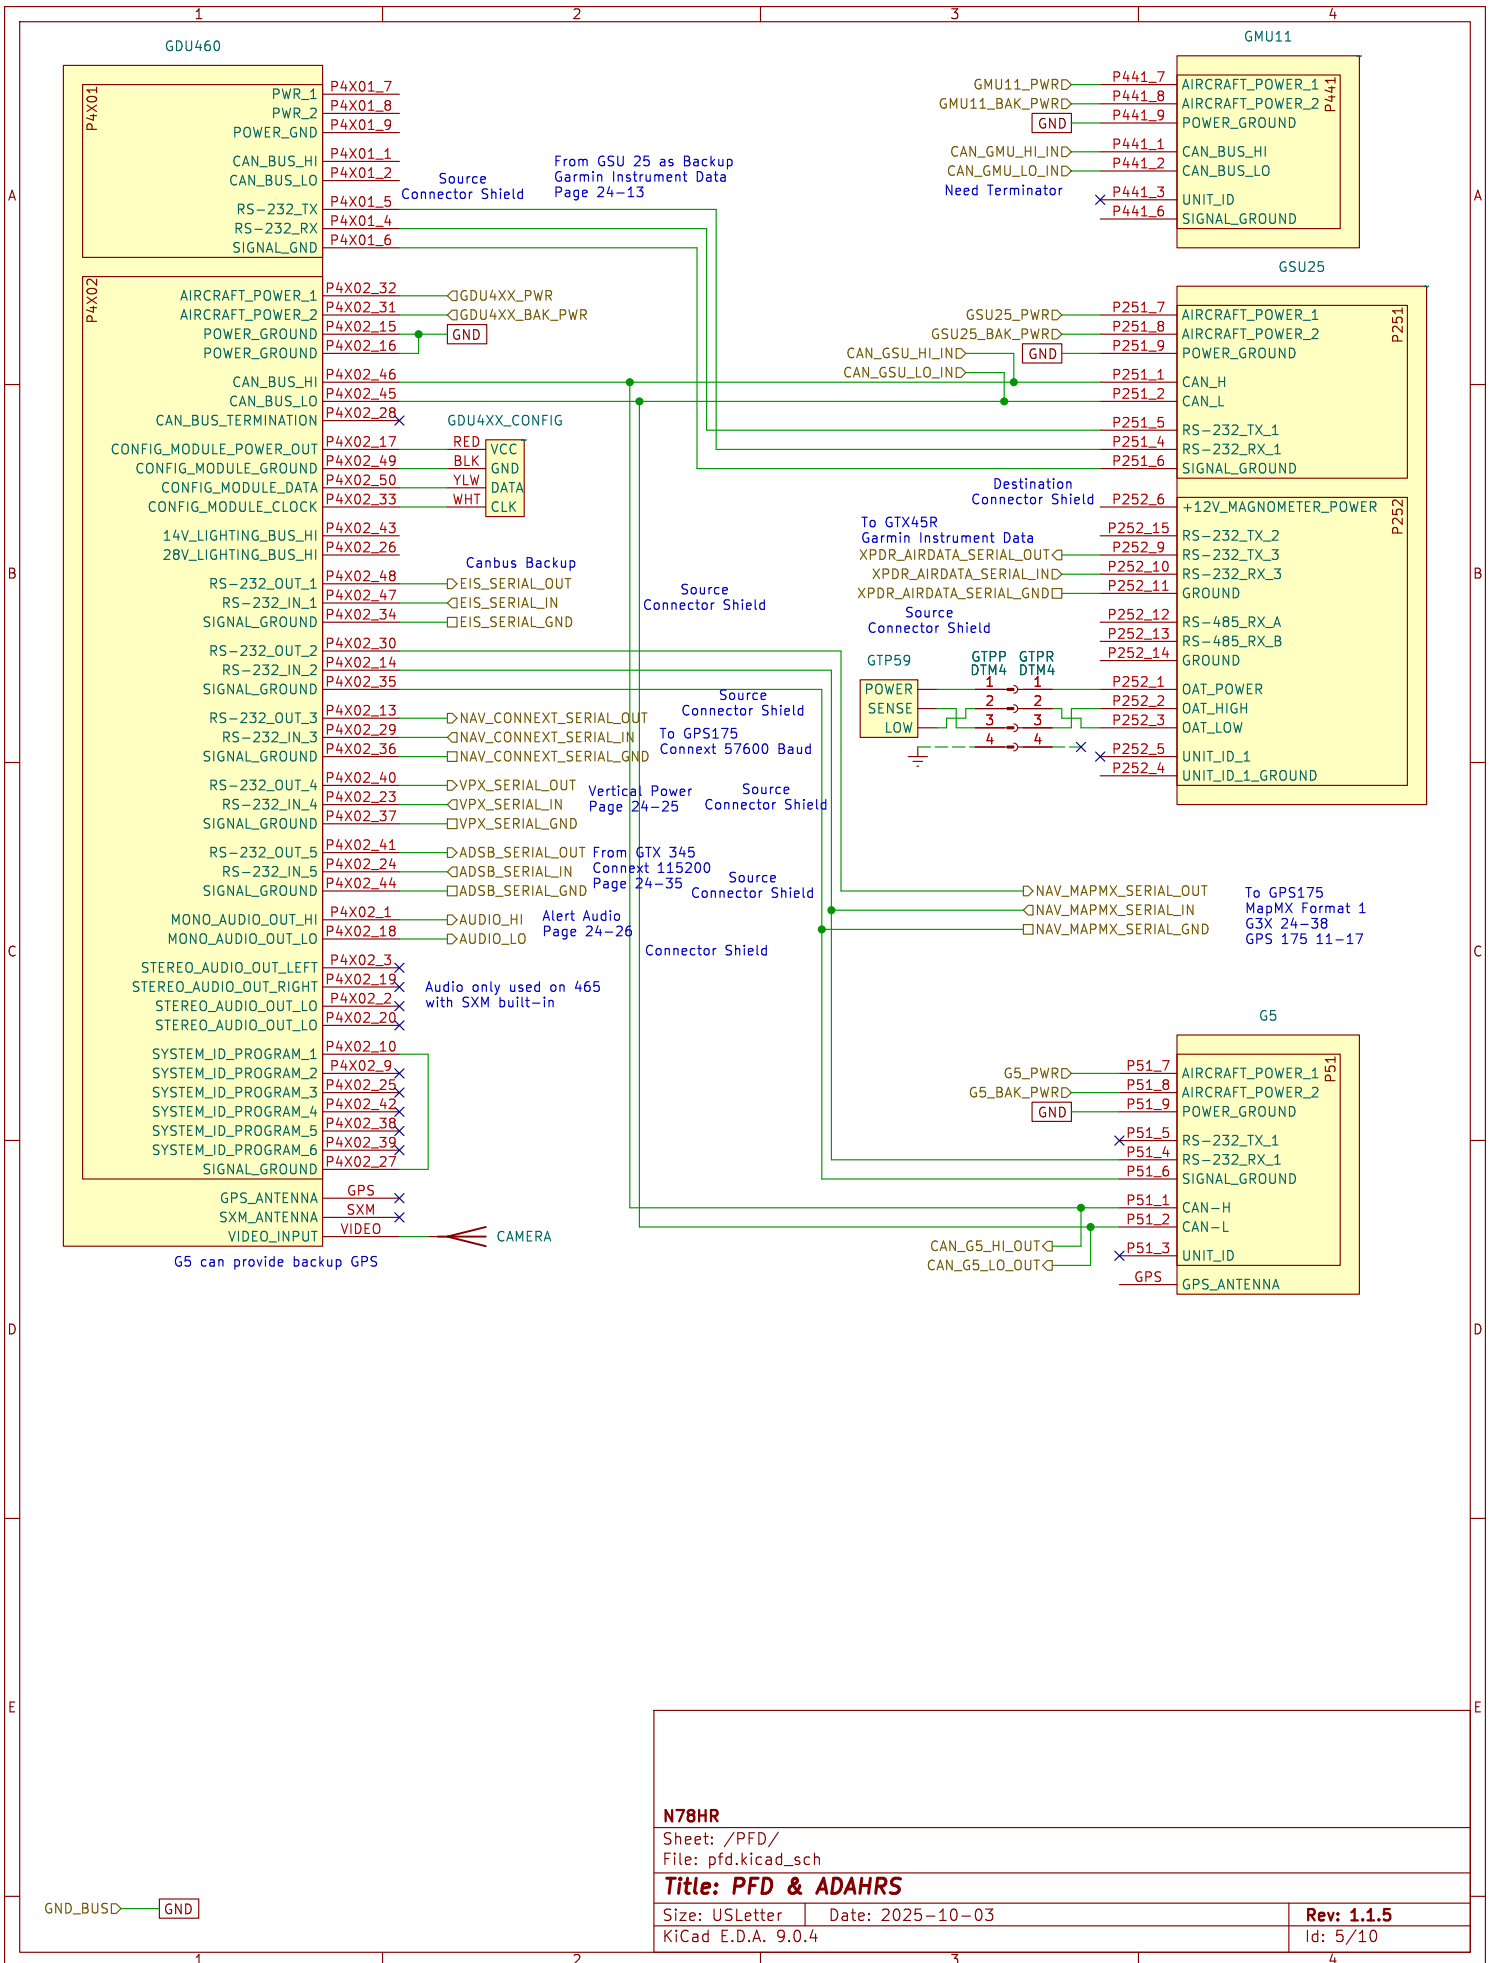 1 2 3 4
GDU460
P4X01
PWR_1 P4X01_7
PWR_2 P4X01_8
POWER_GND P4X01_9
CAN_BUS_HI P4X01_1
CAN_BUS_LO P4X01_2
RS-232_TX P4X01_5
RS-232_RX P4X01_4
SIGNAL_GND P4X01_6
Source
Connector Shield
From GSU 25 as Backup
Garmin Instrument Data
Page 24-13
P4X02
AIRCRAFT_POWER_1 P4X02_32 GDU4XX_PWR
AIRCRAFT_POWER_2 P4X02_31 GDU4XX_BAK_PWR
POWER_GROUND P4X02_15 GND
POWER_GROUND P4X02_16
CAN_BUS_HI P4X02_46
CAN_BUS_LO P4X02_45
CAN_BUS_TERMINATION P4X02_28
GDU4XX_CONFIG
CONFIG_MODULE_POWER_OUT P4X02_17 RED VCC
CONFIG_MODULE_GROUND P4X02_49 BLK GND
CONFIG_MODULE_DATA P4X02_50 YLW DATA
CONFIG_MODULE_CLOCK P4X02_33 WHT CLK
14V_LIGHTING_BUS_HI P4X02_43
28V_LIGHTING_BUS_HI P4X02_26
Canbus Backup
RS-232_OUT_1 P4X02_48 EIS_SERIAL_OUT
RS-232_IN_1 P4X02_47 EIS_SERIAL_IN
SIGNAL_GROUND P4X02_34 EIS_SERIAL_GND
Source
Connector Shield
RS-232_OUT_2 P4X02_30
RS-232_IN_2 P4X02_14
SIGNAL_GROUND P4X02_35
Source
Connector Shield
RS-232_OUT_3 P4X02_13 NAV_CONNEXT_SERIAL_OUT
RS-232_IN_3 P4X02_29 NAV_CONNEXT_SERIAL_IN
SIGNAL_GROUND P4X02_36 NAV_CONNEXT_SERIAL_GND
To GPS175
Connext 57600 Baud
RS-232_OUT_4 P4X02_40 VPX_SERIAL_OUT
RS-232_IN_4 P4X02_23 VPX_SERIAL_IN
SIGNAL_GROUND P4X02_37 VPX_SERIAL_GND
Vertical Power
Page 24-25
Source
Connector Shield
RS-232_OUT_5 P4X02_41 ADSB_SERIAL_OUT
RS-232_IN_5 P4X02_24 ADSB_SERIAL_IN
SIGNAL_GROUND P4X02_44 ADSB_SERIAL_GND
From GTX 345
Connext 115200
Page 24-35
Source
Connector Shield
MONO_AUDIO_OUT_HI P4X02_1 AUDIO_HI
MONO_AUDIO_OUT_LO P4X02_18 AUDIO_LO
Alert Audio
Page 24-26
Connector Shield
STEREO_AUDIO_OUT_LEFT P4X02_3
STEREO_AUDIO_OUT_RIGHT P4X02_19
STEREO_AUDIO_OUT_LO P4X02_2
STEREO_AUDIO_OUT_LO P4X02_20
Audio only used on 465
with SXM built-in
SYSTEM_ID_PROGRAM_1 P4X02_10
SYSTEM_ID_PROGRAM_2 P4X02_9
SYSTEM_ID_PROGRAM_3 P4X02_25
SYSTEM_ID_PROGRAM_4 P4X02_42
SYSTEM_ID_PROGRAM_5 P4X02_38
SYSTEM_ID_PROGRAM_6 P4X02_39
SIGNAL_GROUND P4X02_27
GPS_ANTENNA GPS
SXM_ANTENNA SXM
VIDEO_INPUT VIDEO CAMERA
G5 can provide backup GPS
GMU11
P441
GMU11_PWR P441_7 AIRCRAFT_POWER_1
GMU11_BAK_PWR P441_8 AIRCRAFT_POWER_2
GND P441_9 POWER_GROUND
CAN_GMU_HI_IN P441_1 CAN_BUS_HI
CAN_GMU_LO_IN P441_2 CAN_BUS_LO
Need Terminator
P441_3 UNIT_ID
P441_6 SIGNAL_GROUND
GSU25
P251
GSU25_PWR P251_7 AIRCRAFT_POWER_1
GSU25_BAK_PWR P251_8 AIRCRAFT_POWER_2
CAN_GSU_HI_IN GND P251_9 POWER_GROUND
CAN_GSU_LO_IN
P251_1 CAN_H
P251_2 CAN_L
P251_5 RS-232_TX_1
P251_4 RS-232_RX_1
P251_6 SIGNAL_GROUND
Destination
Connector Shield
P252
P252_6 +12V_MAGNOMETER_POWER
To GTX45R
Garmin Instrument Data
P252_15 RS-232_TX_2
XPDR_AIRDATA_SERIAL_OUT P252_9 RS-232_TX_3
XPDR_AIRDATA_SERIAL_IN P252_10 RS-232_RX_3
XPDR_AIRDATA_SERIAL_GND P252_11 GROUND
Source
Connector Shield
P252_12 RS-485_RX_A
P252_13 RS-485_RX_B
P252_14 GROUND
GTP59 GTPP GTPR
DTM4 DTM4
POWER 1 1 P252_1 OAT_POWER
SENSE 2 2 P252_2 OAT_HIGH
LOW 3 3 P252_3 OAT_LOW
4 4
P252_5 UNIT_ID_1
P252_4 UNIT_ID_1_GROUND
NAV_MAPMX_SERIAL_OUT
NAV_MAPMX_SERIAL_IN
NAV_MAPMX_SERIAL_GND
To GPS175
MapMX Format 1
G3X 24-38
GPS 175 11-17
G5
P51
G5_PWR P51_7 AIRCRAFT_POWER_1
G5_BAK_PWR P51_8 AIRCRAFT_POWER_2
GND P51_9 POWER_GROUND
P51_5 RS-232_TX_1
P51_4 RS-232_RX_1
P51_6 SIGNAL_GROUND
P51_1 CAN-H
P51_2 CAN-L
CAN_G5_HI_OUT
CAN_G5_LO_OUT
P51_3 UNIT_ID
GPS GPS_ANTENNA
A A
B B
C C
D D
E E
GND_BUS GND
N78HR
Sheet: /PFD/
File: pfd.kicad_sch
Title: PFD & ADAHRS
Size: USLetter Date: 2025-10-03 Rev: 1.1.5
KiCad E.D.A. 9.0.4 Id: 5/10
1 2 3 4